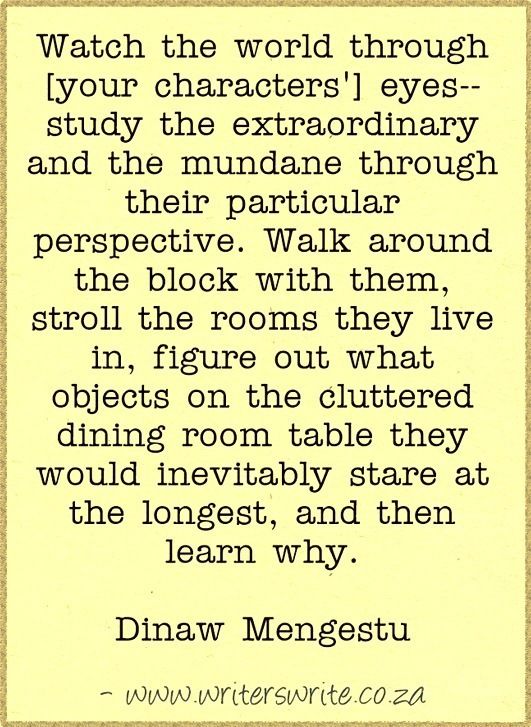 Watch the world through
[your characters'] eyes--
study the extraordinary
and the mundane through
their particular
perspective. Walk around
the block with them,
stroll the rooms they live
in, figure out what
objects on the cluttered
dining room table they
would inevitably stare at
the longest, and then
learn why.
Dinaw Mengestu
- www.writerswrite.co.za